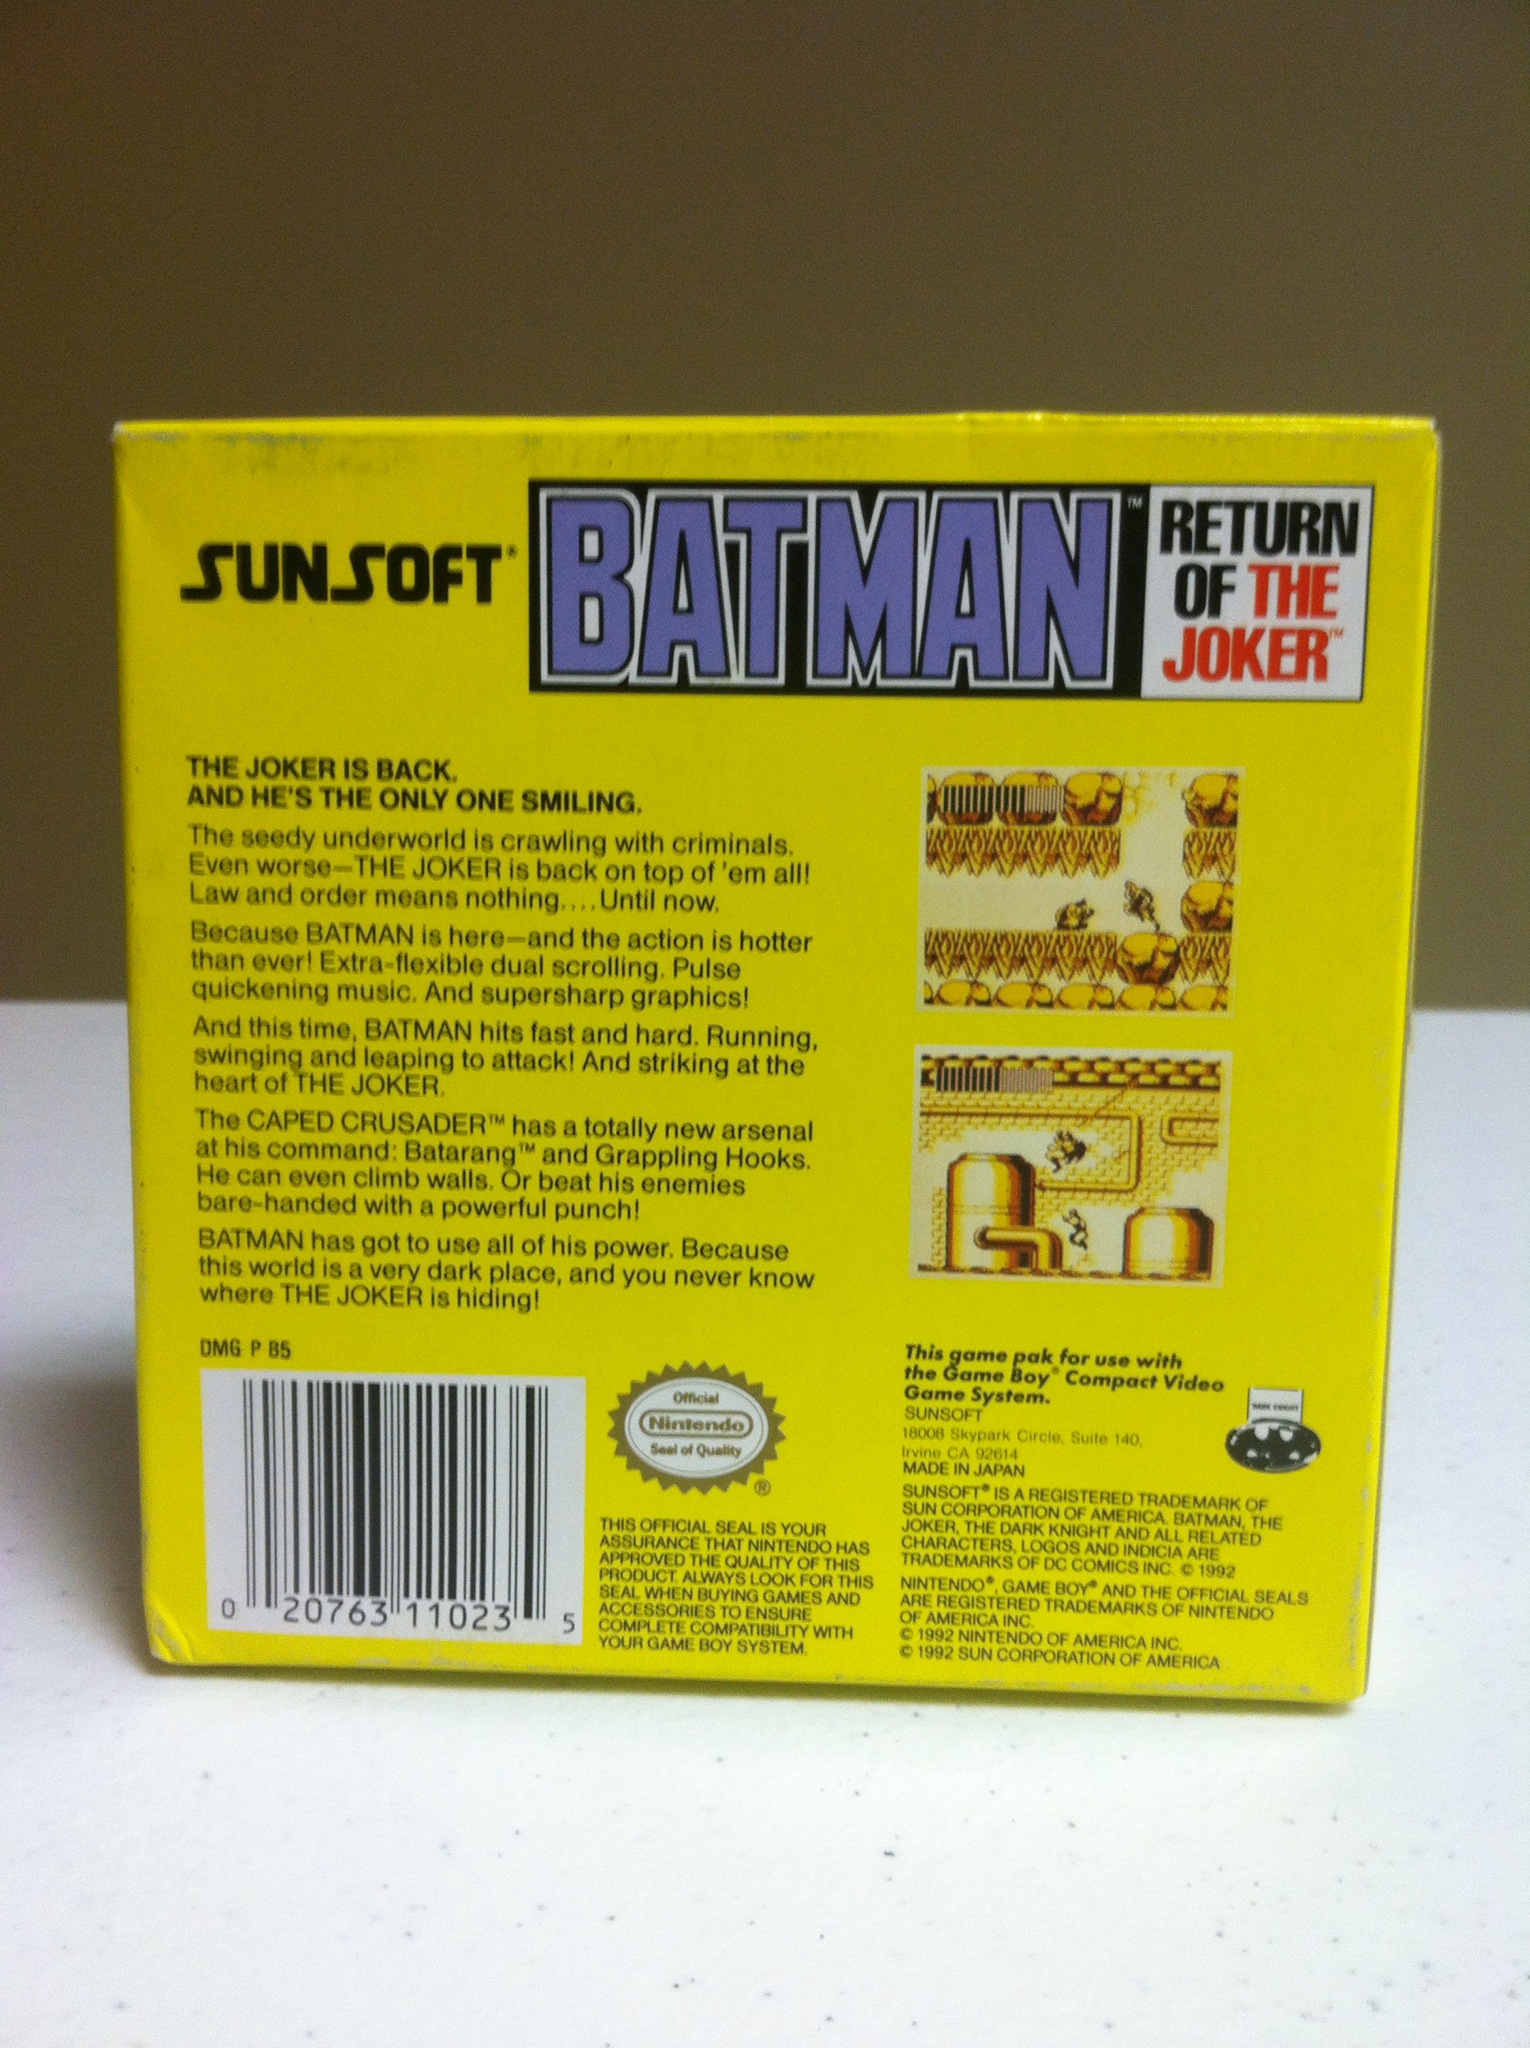 SUNSOFT®
BATMAN™
RETURN
OF THE
JOKER™
THE JOKER IS BACK.
AND HE'S THE ONLY ONE SMILING.
The seedy underworld is crawling with criminals.
Even worse—THE JOKER is back on top of 'em all!
Law and order means nothing....Until now.
Because BATMAN is here—and the action is hotter
than ever! Extra-flexible dual scrolling. Pulse
quickening music. And supersharp graphics!
And this time, BATMAN hits fast and hard. Running,
swinging and leaping to attack! And striking at the
heart of THE JOKER.
The CAPED CRUSADER™ has a totally new arsenal
at his command: Batarang™ and Grappling Hooks.
He can even climb walls. Or beat his enemies
bare-handed with a powerful punch!
BATMAN has got to use all of his power. Because
this world is a very dark place, and you never know
where THE JOKER is hiding!
DMG P B5
0 20763 11023 5
Official
Nintendo
Seal of Quality
®
THIS OFFICIAL SEAL IS YOUR
ASSURANCE THAT NINTENDO HAS
APPROVED THE QUALITY OF THIS
PRODUCT. ALWAYS LOOK FOR THIS
SEAL WHEN BUYING GAMES AND
ACCESSORIES TO ENSURE
COMPLETE COMPATIBILITY WITH
YOUR GAME BOY SYSTEM.
This game pak for use with
the Game Boy® Compact Video
Game System.
SUNSOFT
18008 Skypark Circle, Suite 140,
Irvine CA 92614
MADE IN JAPAN
DARK KNIGHT
SUNSOFT® IS A REGISTERED TRADEMARK OF
SUN CORPORATION OF AMERICA. BATMAN, THE
JOKER, THE DARK KNIGHT AND ALL RELATED
CHARACTERS, LOGOS AND INDICIA ARE
TRADEMARKS OF DC COMICS INC. © 1992
NINTENDO®, GAME BOY® AND THE OFFICIAL SEALS
ARE REGISTERED TRADEMARKS OF NINTENDO
OF AMERICA INC.
© 1992 NINTENDO OF AMERICA INC.
© 1992 SUN CORPORATION OF AMERICA